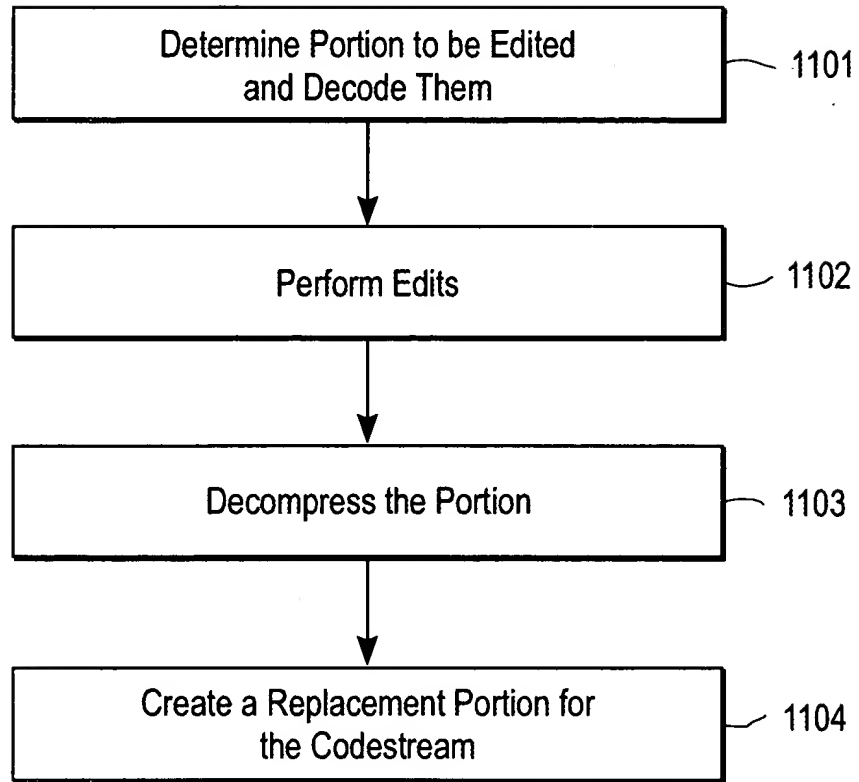 Determine Portion to be Edited
and Decode Them
1101
Perform Edits
1102
Decompress the Portion
1103
Create a Replacement Portion for
the Codestream
1104